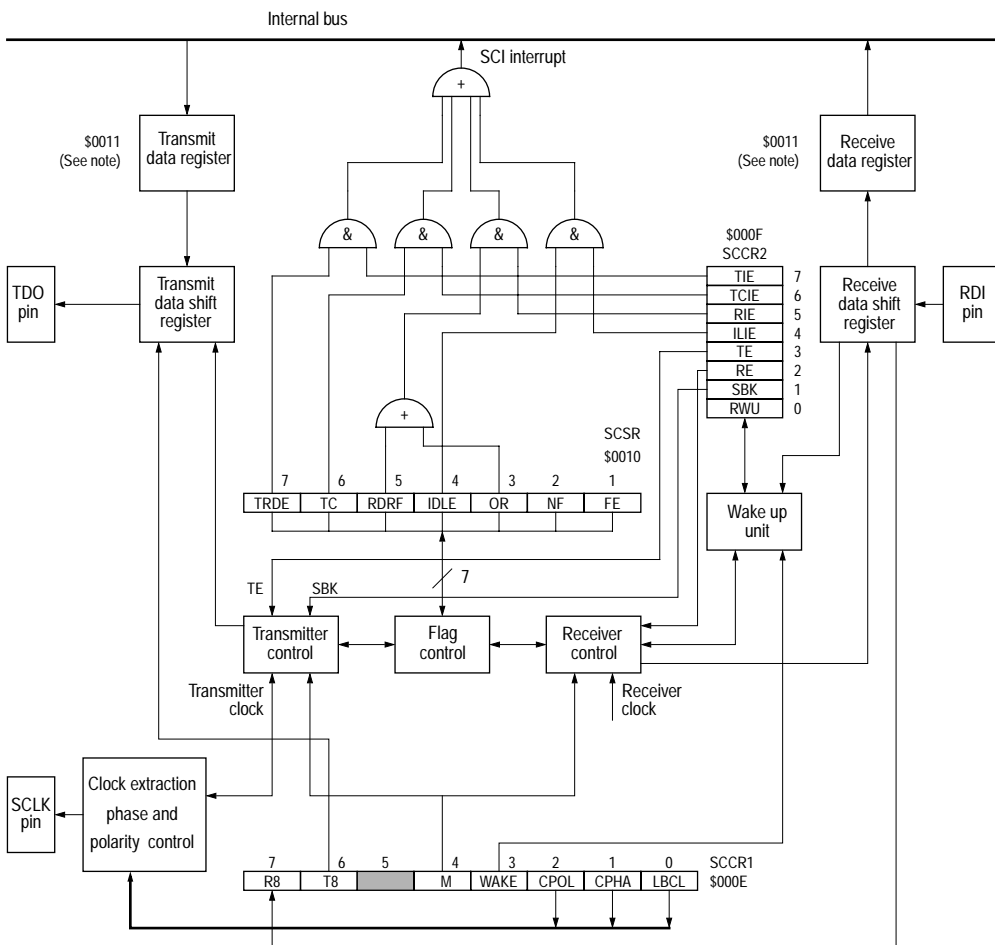 Internal bus
SCI interrupt
+
$0011
(See note)
Transmit
data register
$0011
(See note)
Receive
data register
&
&
&
&
$000F
SCCR2
TDO
pin
Transmit
data shift
register
TIE 7
TCIE 6
RIE 5
ILIE 4
TE 3
RE 2
SBK 1
RWU 0
Receive
data shift
register
RDI
pin
+
SCSR
$0010
7 6 5 4 3 2 1
TRDE TC RDRF IDLE OR NF FE
Wake up
unit
7
TE
SBK
Transmitter
control
Flag
control
Receiver
control
Transmitter
clock
Receiver
clock
SCLK
pin
Clock extraction
phase and
polarity control
7 6 5 4 3 2 1 0
SCCR1
R8 T8 M WAKE CPOL CPHA LBCL
$000E